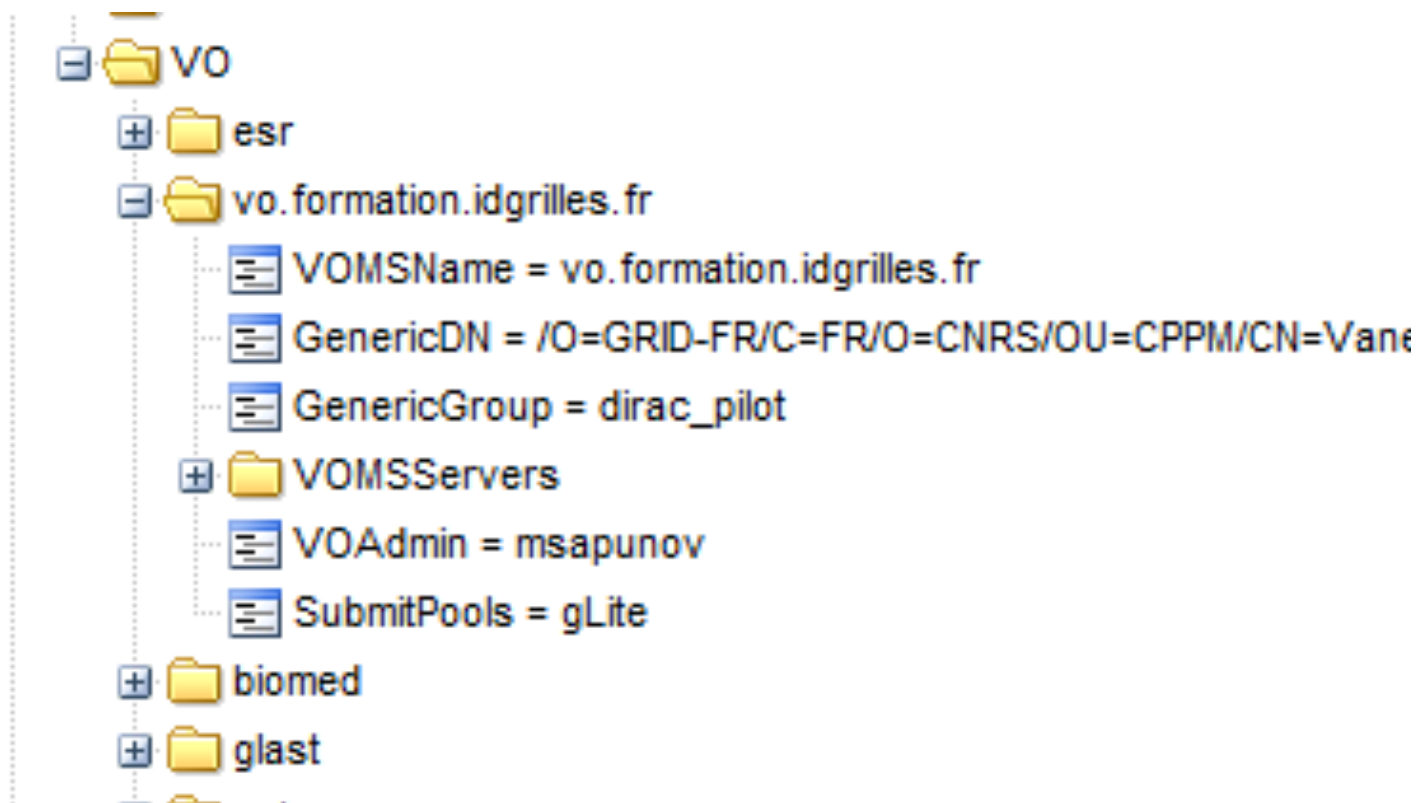 VO
esr
vo.formation.idgrilles.fr
VOMSName = vo.formation.idgrilles.fr
GenericDN = /O=GRID-FR/C=FR/O=CNRS/OU=CPPM/CN=Vane
GenericGroup = dirac_pilot
VOMSServers
VOAdmin = msapunov
SubmitPools = gLite
biomed
glast